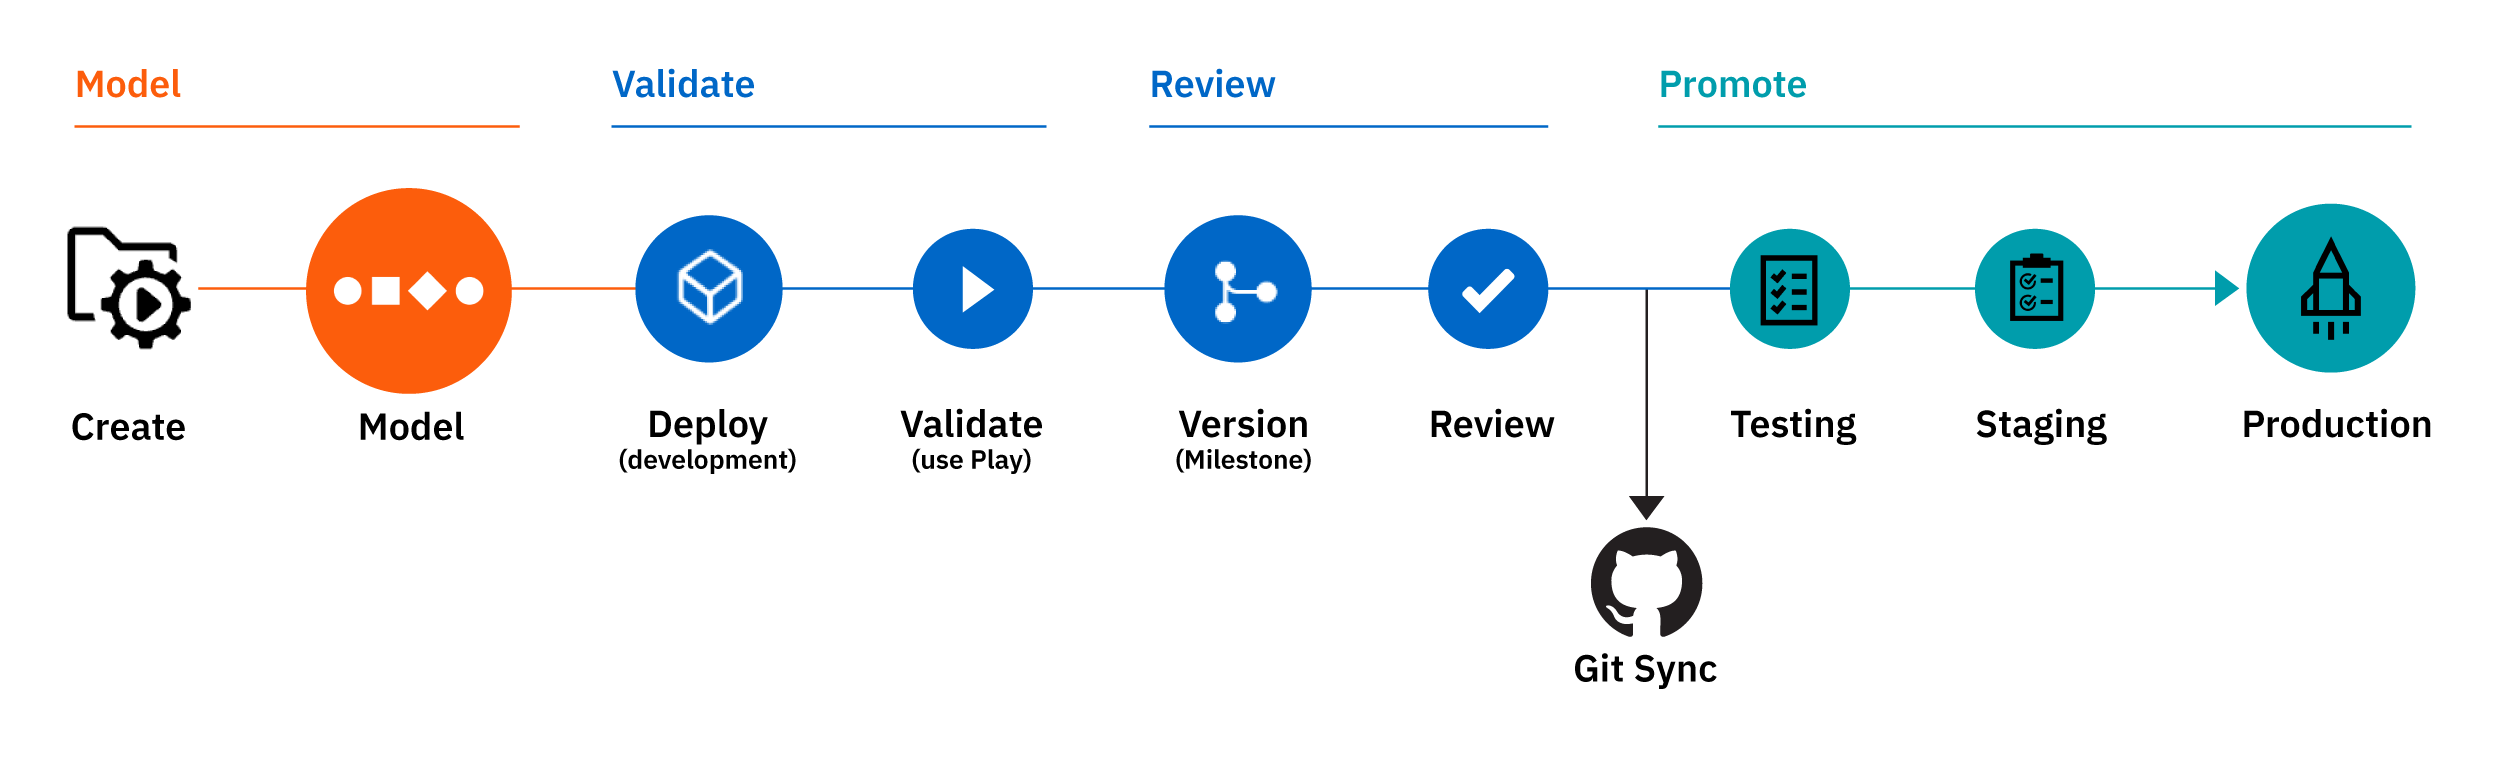 Model
Validate
Review
Promote
Create
Model
Deploy
(development)
Validate
(use Play)
Version
(Milestone)
Review
Testing
Staging
Production
Git Sync